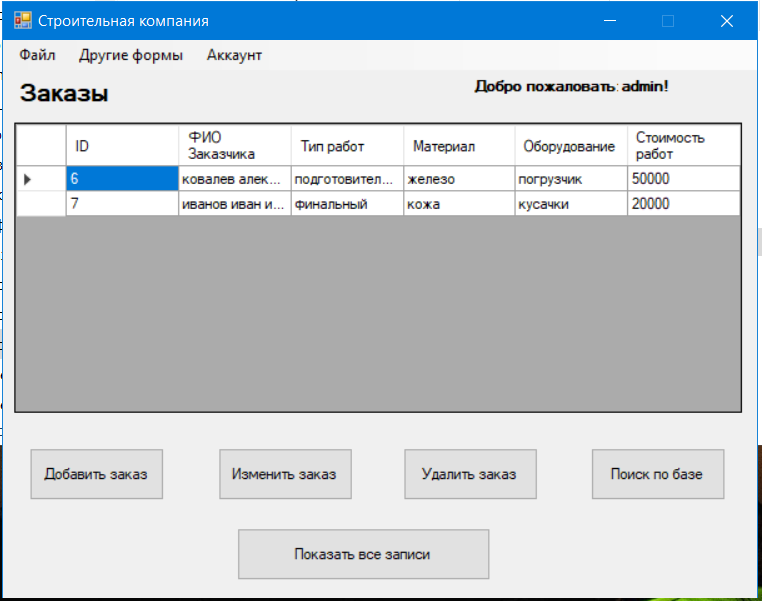 Строительная компания
Файл Другие формы Аккаунт
Заказы
Добро пожаловать: admin!
ID ФИО Заказчика Тип работ Материал Оборудование Стоимость работ
6 ковалев алек... подготовител... железо погрузчик 50000
7 иванов иван и... финальный кожа кусачки 20000
Добавить заказ Изменить заказ Удалить заказ Поиск по базе
Показать все записи